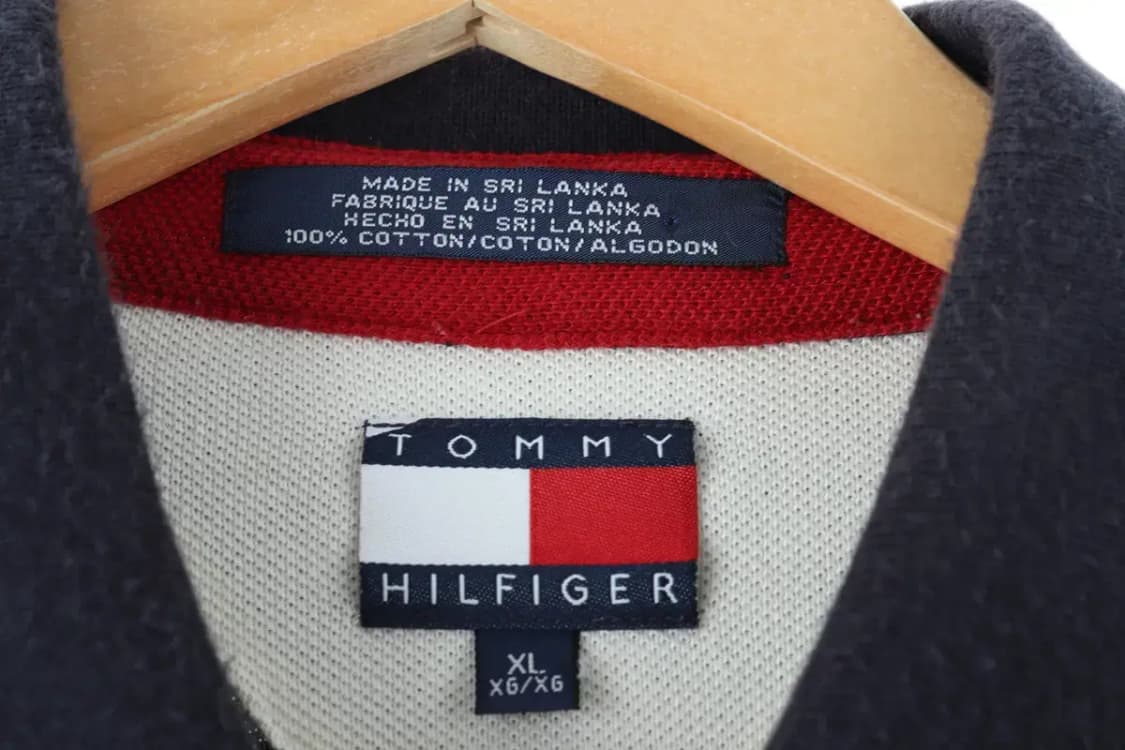 MADE IN SRI LANKA
FABRIQUE AU SRI LANKA
HECHO EN SRI LANKA
100% COTTON/COTON/ALGODON
TOMMY
HILFIGER
XL
XG/XG